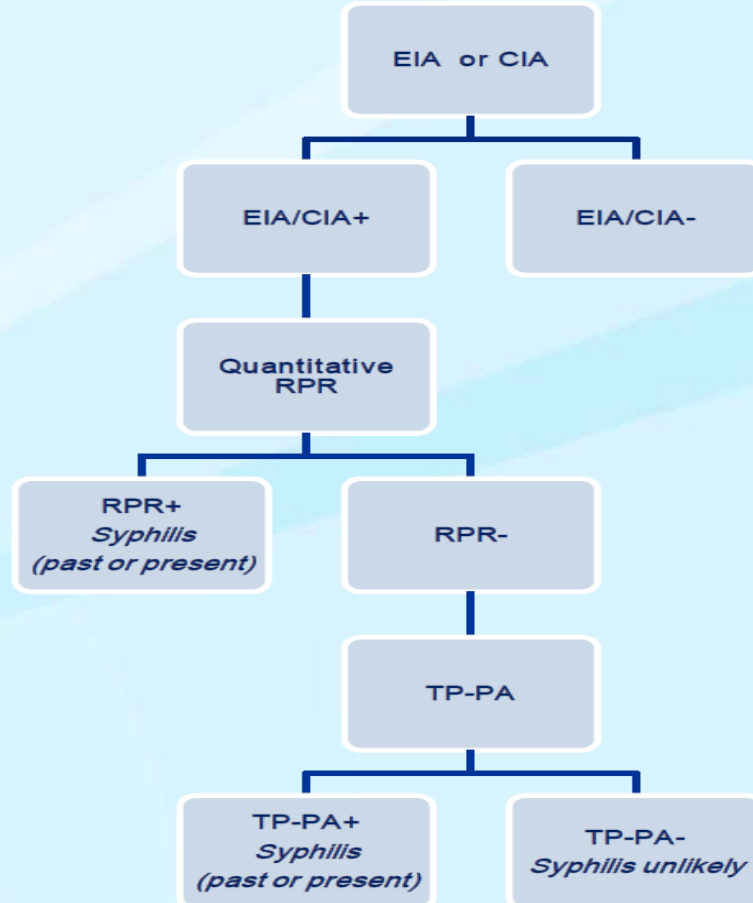 EIA or CIA
EIA/CIA+
EIA/CIA-
Quantitative
RPR
RPR+
Syphilis
(past or present)
RPR-
TP-PA
TP-PA+
Syphilis
(past or present)
TP-PA-
Syphilis unlikely